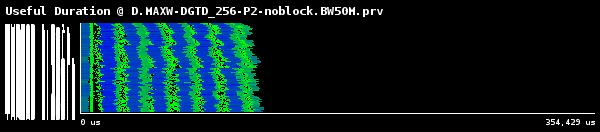 Useful Duration @ D.MAXW-DGTD_256-P2-noblock.BW50M.prv
0 us
354,429 us